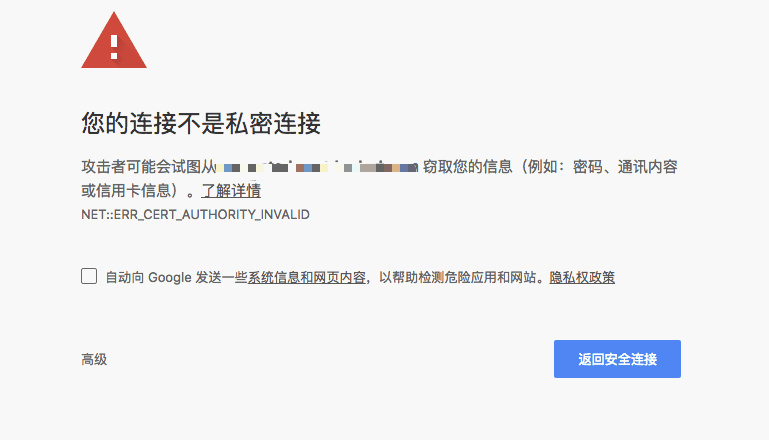 您的连接不是私密连接
攻击者可能会试图从 窃取您的信息（例如：密码、通讯内容
或信用卡信息）。了解详情
NET::ERR_CERT_AUTHORITY_INVALID
自动向 Google 发送一些系统信息和网页内容，以帮助检测危险应用和网站。隐私权政策
高级
返回安全连接